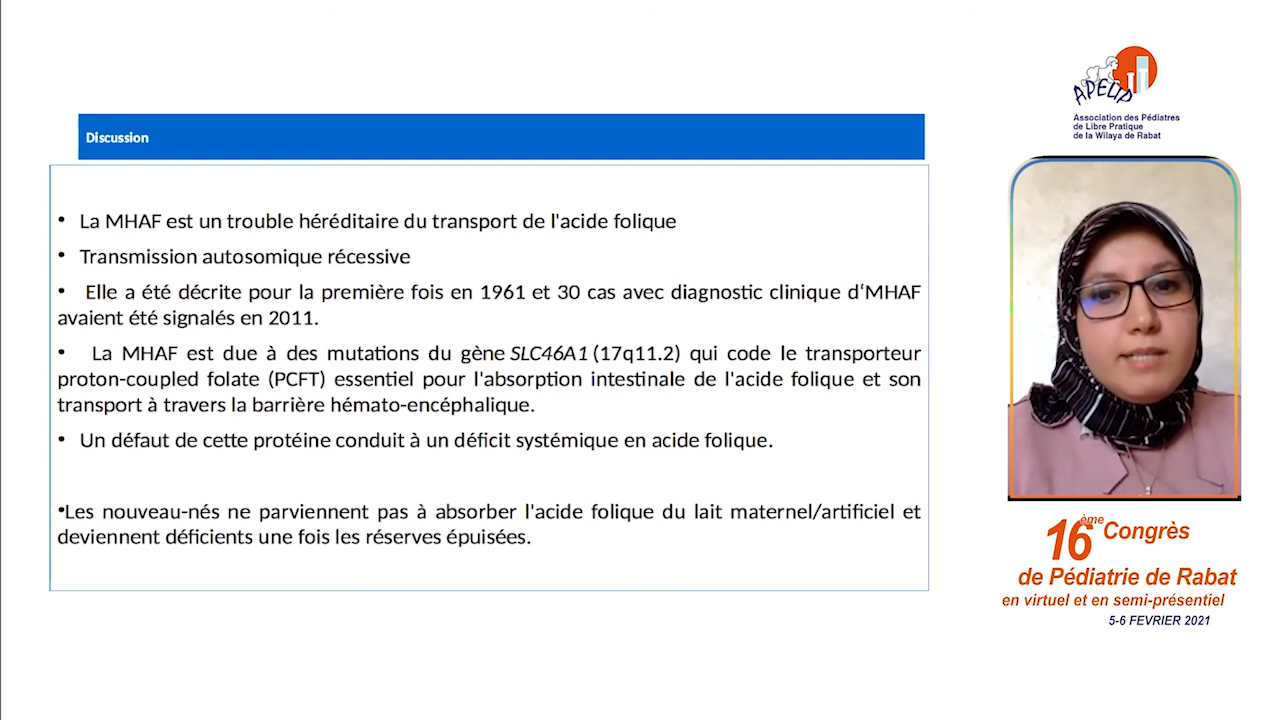 Discussion
• La MHAF est un trouble héréditaire du transport de l'acide folique
• Transmission autosomique récessive
• Elle a été décrite pour la première fois en 1961 et 30 cas avec diagnostic clinique d‘MHAF
avaient été signalés en 2011.
• La MHAF est due à des mutations du gène SLC46A1 (17q11.2) qui code le transporteur
proton-coupled folate (PCFT) essentiel pour l'absorption intestinale de l'acide folique et son
transport à travers la barrière hémato-encéphalique.
• Un défaut de cette protéine conduit à un déficit systémique en acide folique.
•Les nouveau-nés ne parviennent pas à absorber l'acide folique du lait maternel/artificiel et
deviennent déficients une fois les réserves épuisées.
APELIP
Association des Pédiatres
de Libre Pratique
de la Wilaya de Rabat
16ème Congrès
de Pédiatrie de Rabat
en virtuel et en semi-présentiel
5-6 FEVRIER 2021